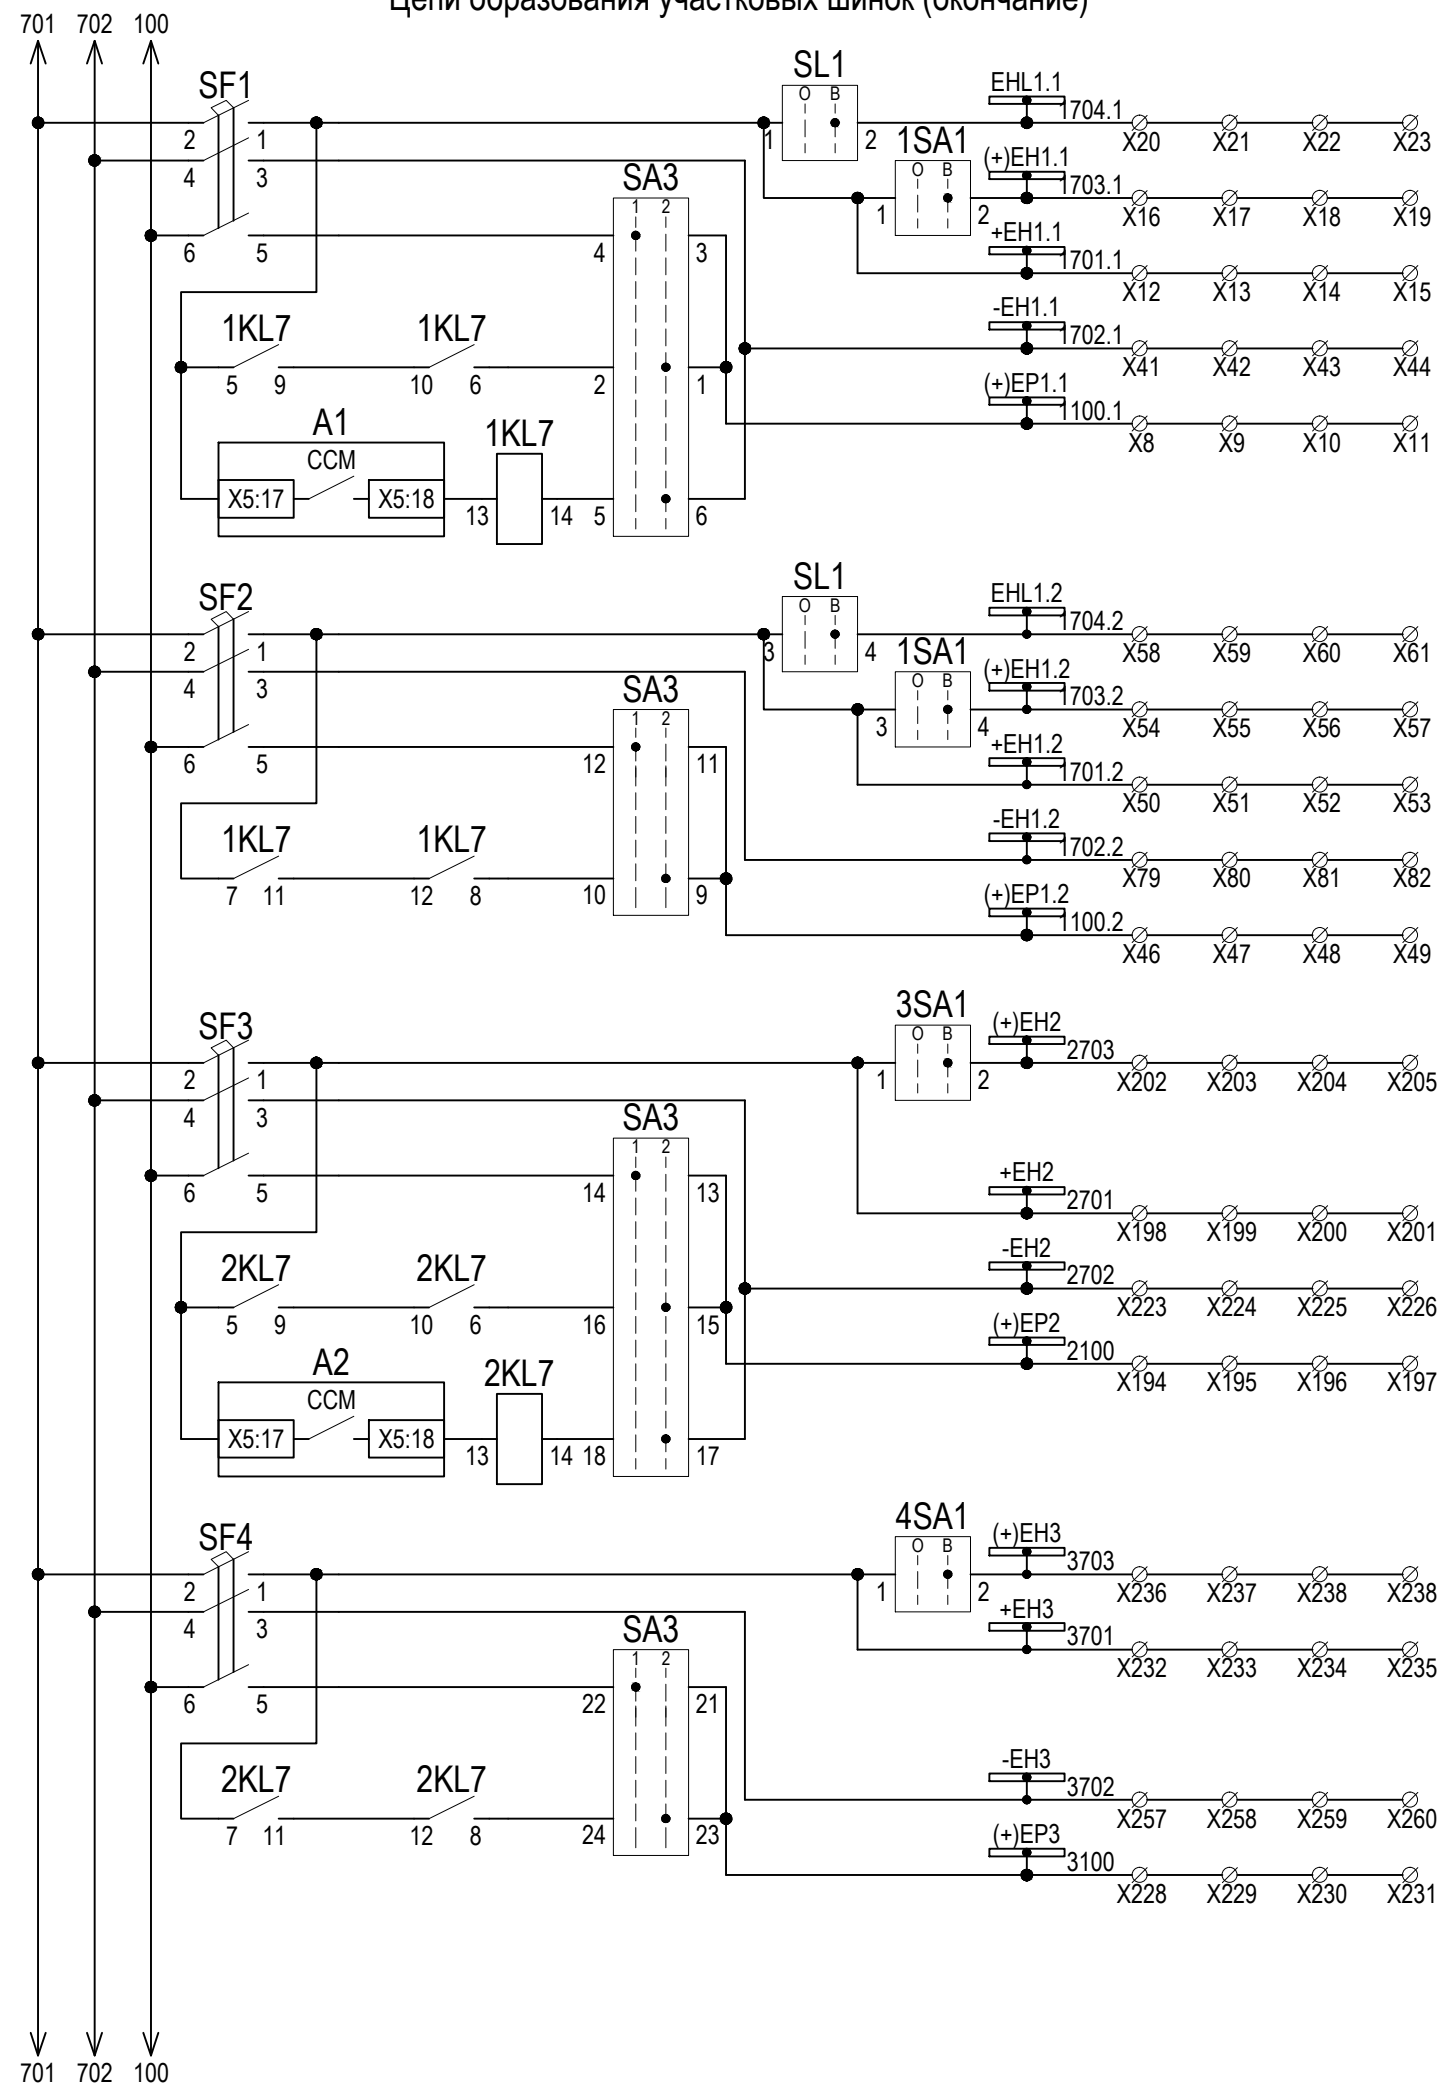 Цепи образования участковых шинок (окончание)
701 702 100
SF1 SL1 EHL1.1
O B
2 1 1 2 1704.1 X20 X21 X22 X23
4 3 1SA1 (+)EH1.1
SA3 O B 1703.1
1 2 1 2 X16 X17 X18 X19
6 5 4 3 +EH1.1 1701.1
X12 X13 X14 X15
1KL7 1KL7 -EH1.1 1702.1
5 9 10 6 2 1 X41 X42 X43 X44
(+)EP1.1 1100.1
A1 1KL7 X8 X9 X10 X11
CCM
X5:17 X5:18 13 14 5 6
SF2 SL1 EHL1.2
O B
2 1 3 4 1704.2 X58 X59 X60 X61
4 3 1SA1 (+)EH1.2
SA3 O B 1703.2
1 2 3 4 X54 X55 X56 X57
6 5 12 11 +EH1.2 1701.2
X50 X51 X52 X53
1KL7 1KL7 -EH1.2 1702.2
7 11 12 8 10 9 X79 X80 X81 X82
(+)EP1.2 1100.2
X46 X47 X48 X49
SF3 3SA1 (+)EH2
O B 2703
2 1 1 2 X202 X203 X204 X205
4 3 SA3
1 2 +EH2
6 5 14 13 2701
X198 X199 X200 X201
2KL7 2KL7 -EH2 2702
5 9 10 6 16 15 X223 X224 X225 X226
(+)EP2 2100
A2 2KL7 X194 X195 X196 X197
CCM
X5:17 X5:18 13 14 18 17
SF4 4SA1 (+)EH3
O B 3703
2 1 1 2 X236 X237 X238 X238
4 3 +EH3 3701
SA3 X232 X233 X234 X235
1 2
6 5 22 21
2KL7 2KL7 -EH3 3702
7 11 12 8 24 23 X257 X258 X259 X260
(+)EP3 3100
X228 X229 X230 X231
701 702 100